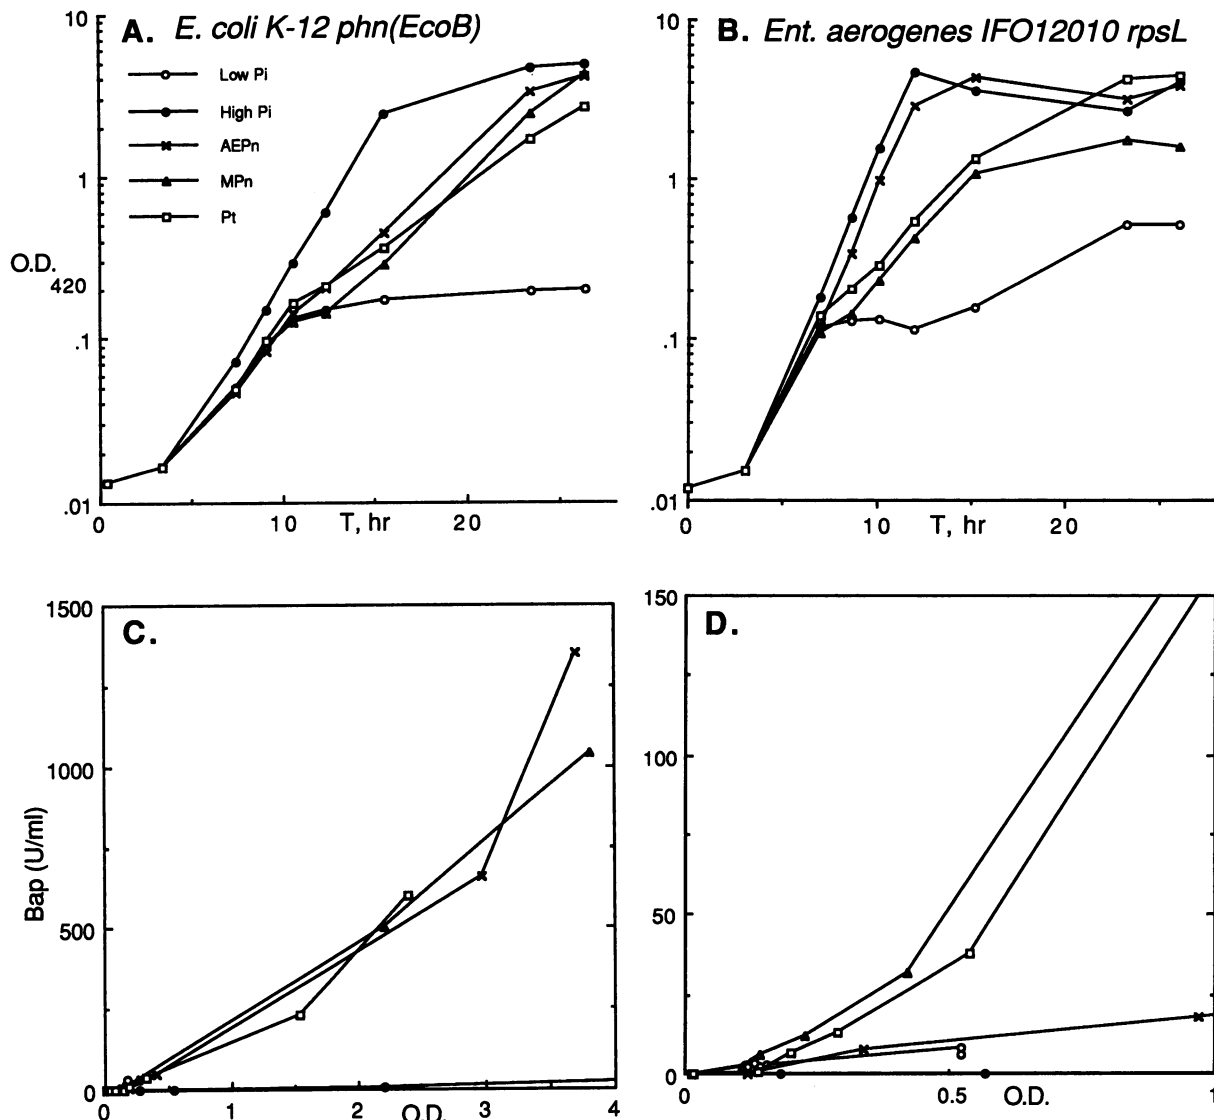 A. E. coli K-12 phn(EcoB)
10
1
.1
.01
O.D.
420
Low Pi
High Pi
AEPn
MPn
Pt
0
10
T, hr
20
B. Ent. aerogenes IFO12010 rpsL
10
1
.1
.01
0
10
T, hr
20
C.
1500
1000
500
0
Bap (U/ml)
0
1
2
O.D.
3
4
D.
150
100
50
0
0
0.5
O.D.
1